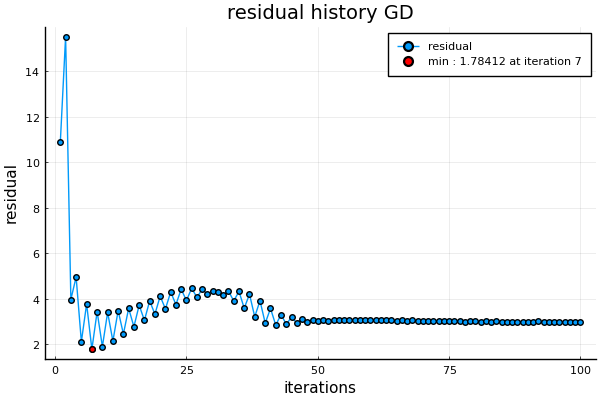 residual history GD
residual
min : 1.78412 at iteration 7
14
12
10
8
6
4
2
residual
0
25
50
75
100
iterations